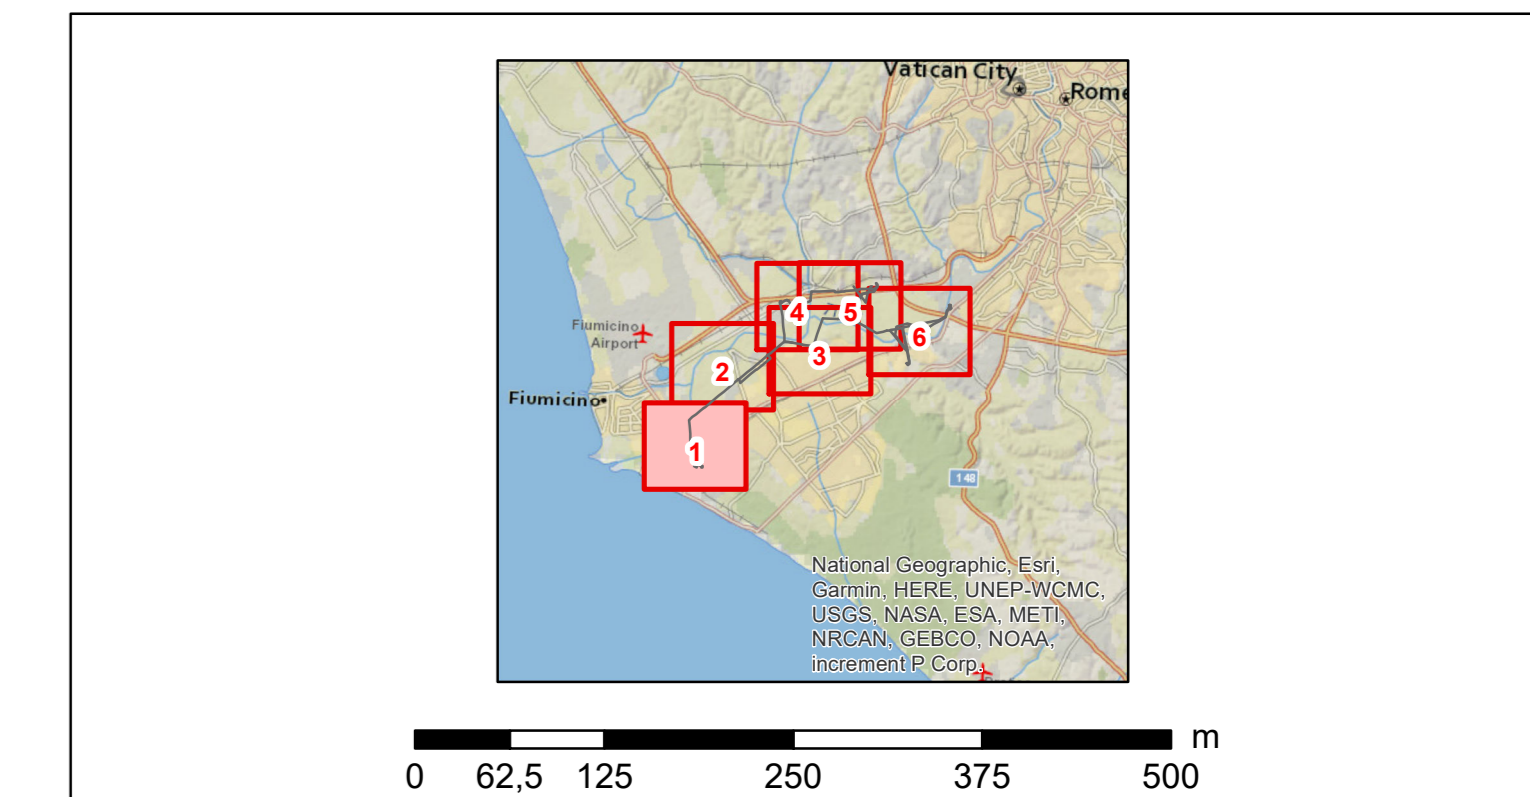 Vatican City
Rome
Fiumicino
Airport
4
5
6
3
2
Fiumicino
1
148
National Geographic, Esri,
Garmin, HERE, UNEP-WCMC,
USGS, NASA, ESA, METI,
NRCAN, GEBCO, NOAA,
increment P Corp.
m
0 62,5 125 250 375 500